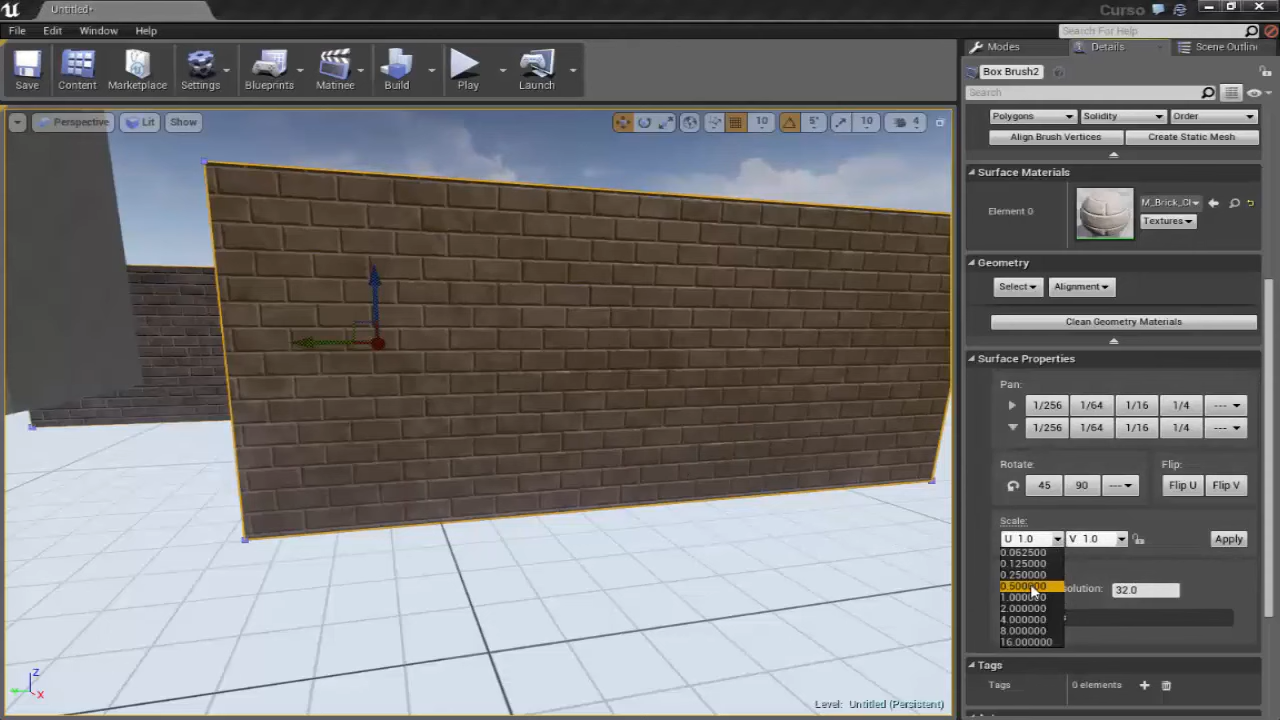 Untitled*
Curso
File Edit Window Help
Search For Help
Save Content Marketplace Settings Blueprints Matinee Build Play Launch
Modes Details Scene Outline
Box Brush2
Search
Perspective Lit Show 10 5° 10 4
Polygons Solidity Order
Align Brush Vertices Create Static Mesh
Surface Materials
Element 0
M_Brick_Cl
Textures
Geometry
Select Alignment
Clean Geometry Materials
Surface Properties
Pan:
1/256 1/64 1/16 1/4 ---
1/256 1/64 1/16 1/4 ---
Rotate: Flip:
45 90 --- Flip U Flip V
Scale:
U 1.0 V 1.0 Apply
0.062500
0.125000
0.250000
0.500000
solution: 32.0
1.000000
2.000000
4.000000
8.000000
16.000000
Tags
Tags 0 elements
Z
X
Level: Untitled (Persistent)